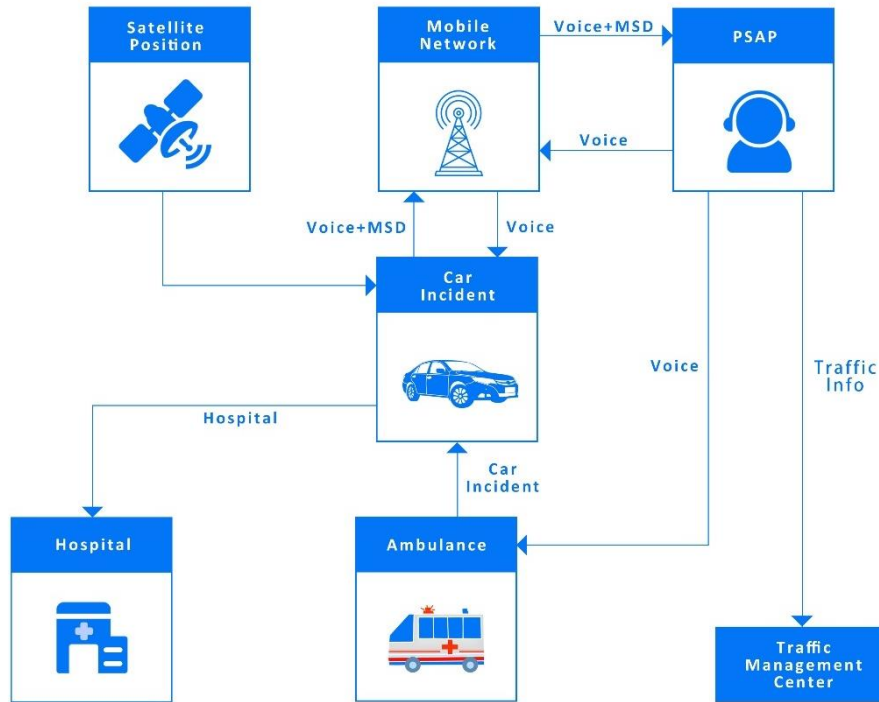 Satellite
Position
Mobile
Network
Voice+MSD
PSAP
Voice
Voice+MSD
Voice
Car
Incident
Voice
Traffic
Info
Hospital
Car
Incident
Hospital
Ambulance
Traffic
Management
Center